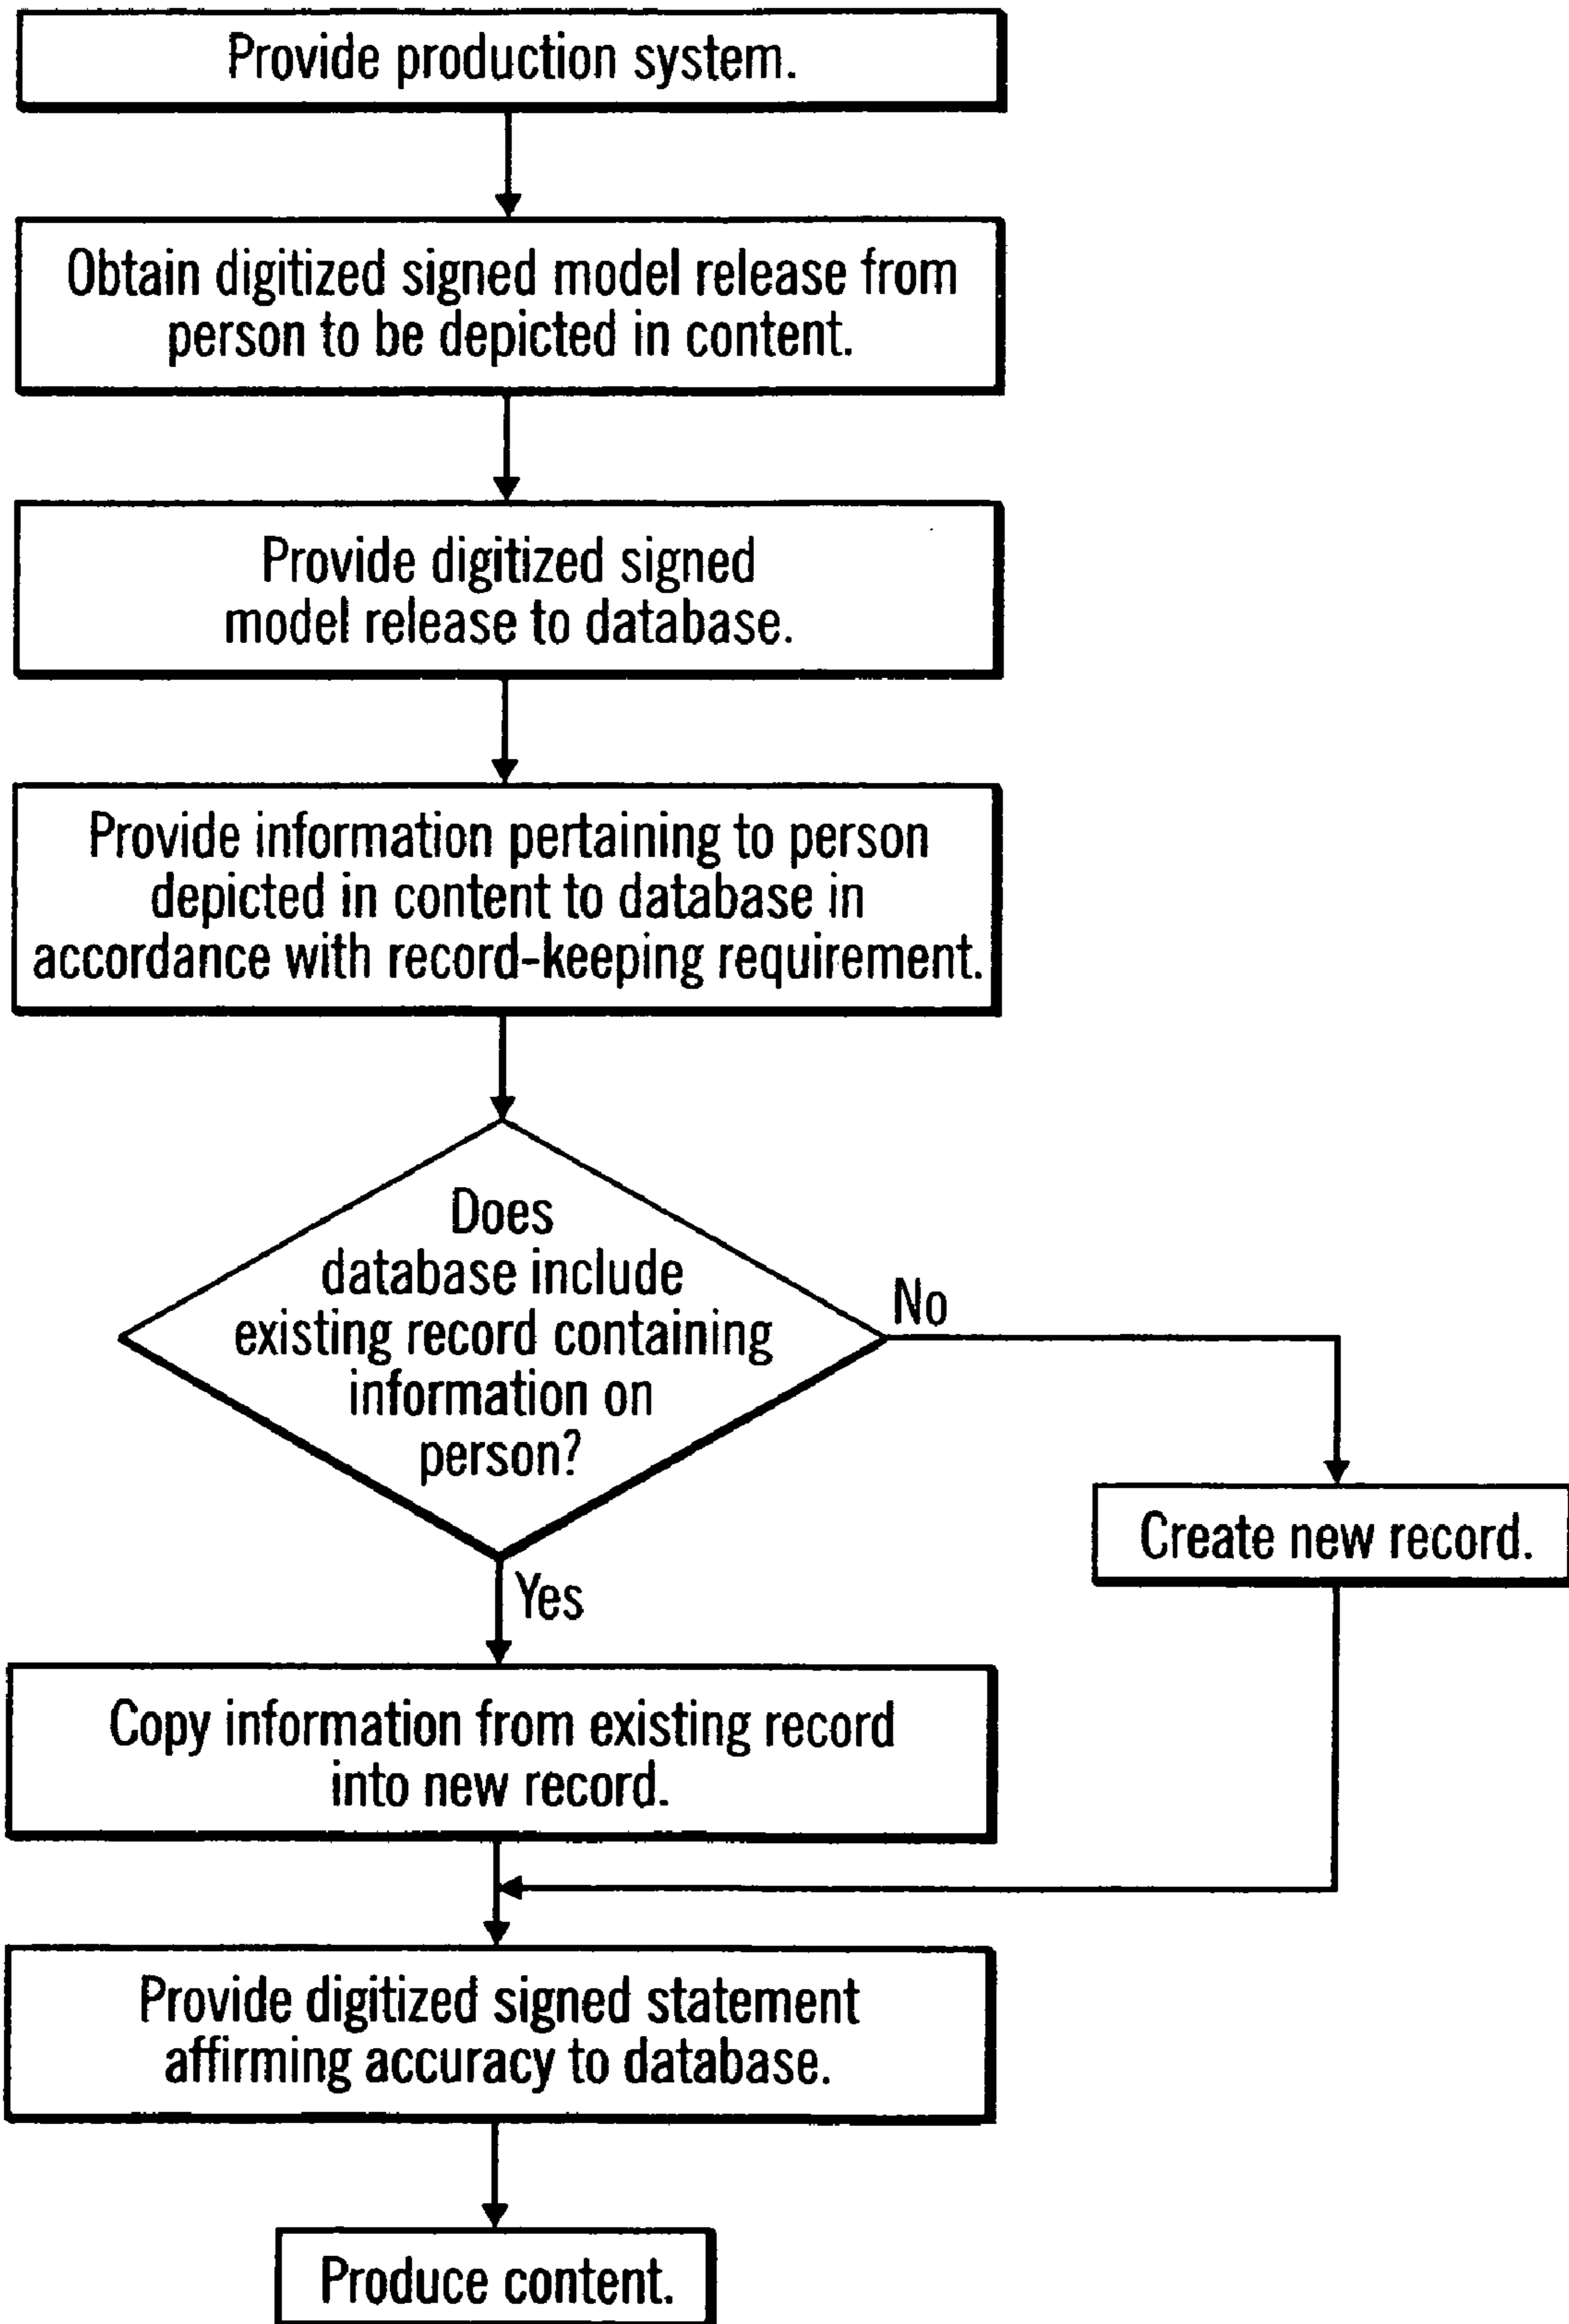 Provide production system.
Obtain digitized signed model release from
person to be depicted in content.
Provide digitized signed
model release to database.
Provide information pertaining to person
depicted in content to database in
accordance with record-keeping requirement.
Does
database include
existing record containing
information on
person?
No
Create new record.
Yes
Copy information from existing record
into new record.
Provide digitized signed statement
affirming accuracy to database.
Produce content.